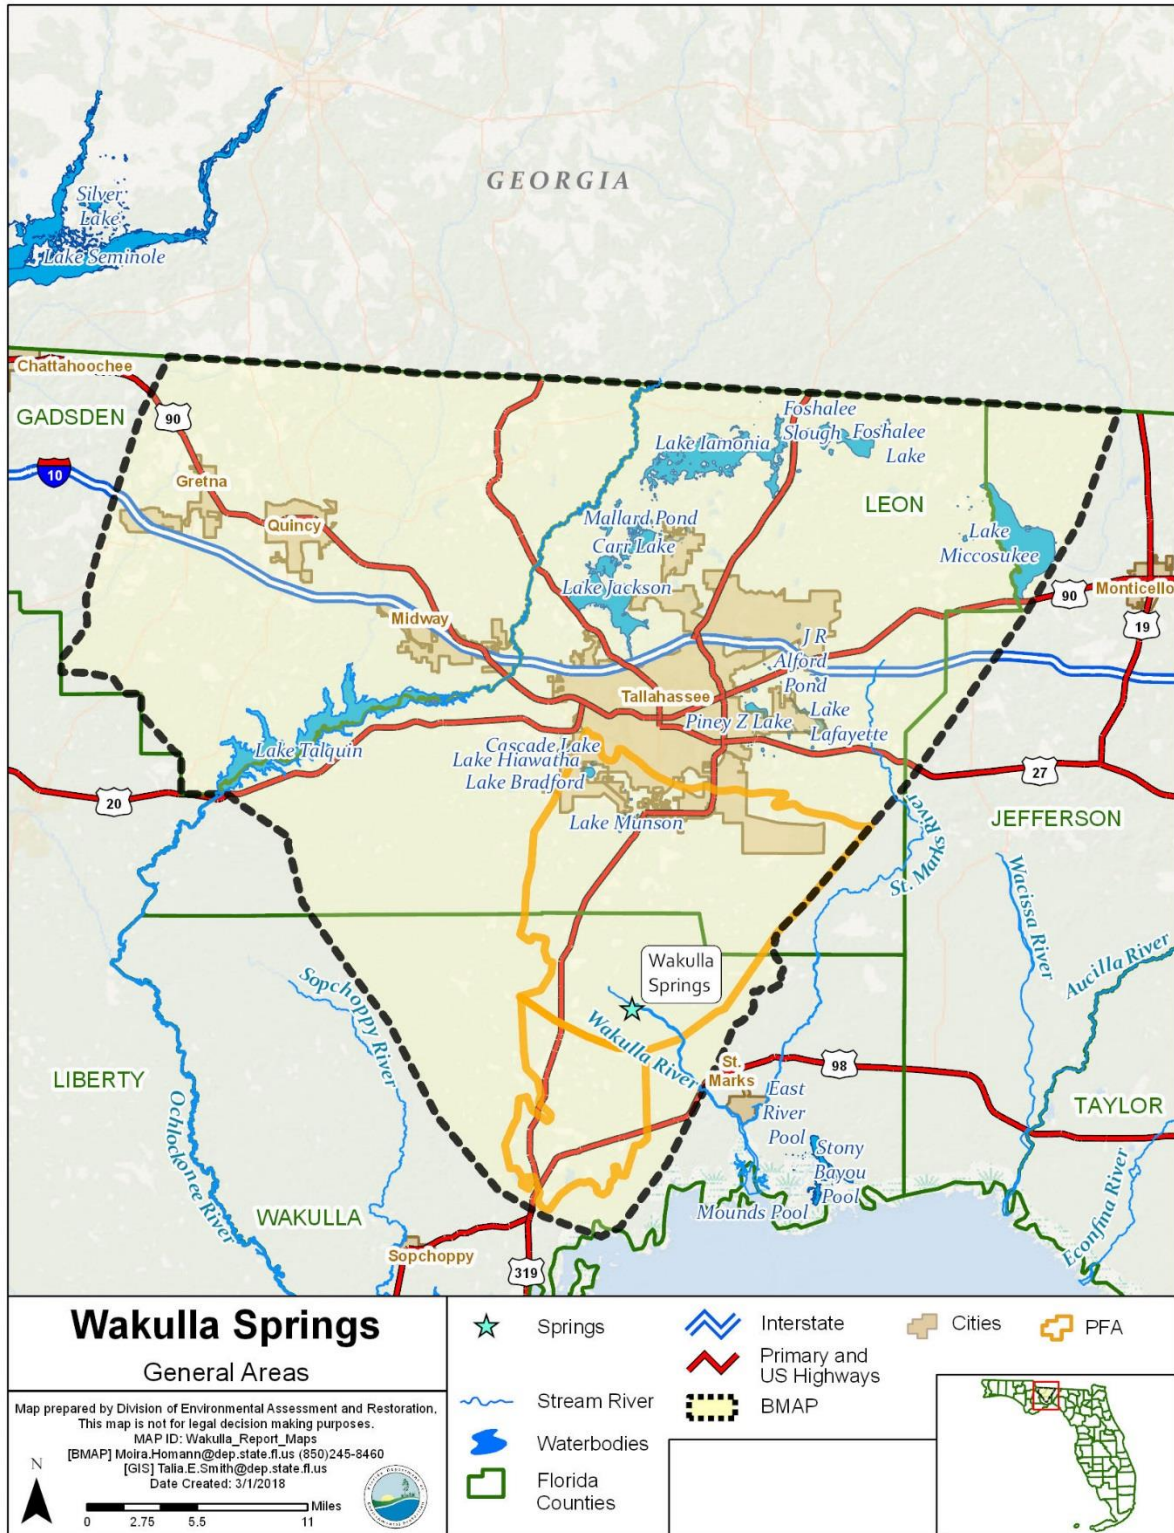 GEORGIA
Silver
Lake
Lake Seminole
Chattahoochee
GADSDEN
90
10
Gretna
Quincy
Midway
Foshalee
Slough
Foshalee
Lake
Lake Iamonia
LEON
Mallard Pond
Carr Lake
Lake Jackson
Lake
Miccosukee
90
Monticello
19
J R
Alford
Pond
Tallahassee
Piney Z Lake
Lake
Lafayette
Lake Talquin
Cascade Lake
Lake Hiawatha
Lake Bradford
Lake Munson
20
27
JEFFERSON
St. Marks River
Wacissa River
Aucilla River
Wakulla
Springs
Sopchoppy River
Wakulla River
LIBERTY
Ochlockonee River
St.
Marks
98
East
River
Pool
TAYLOR
Stony
Bayou
Pool
Mounds Pool
Econfina River
WAKULLA
Sopchoppy
319
Wakulla Springs
General Areas
Map prepared by Division of Environmental Assessment and Restoration.
This map is not for legal decision making purposes.
MAP ID: Wakulla_Report_Maps
[BMAP] Moira.Homann@dep.state.fl.us (850)245-8460
[GIS] Talia.E.Smith@dep.state.fl.us
Date Created: 3/1/2018
N
Miles
0 2.75 5.5 11
Springs
Stream River
Waterbodies
Florida
Counties
Interstate
Primary and
US Highways
BMAP
Cities
PFA